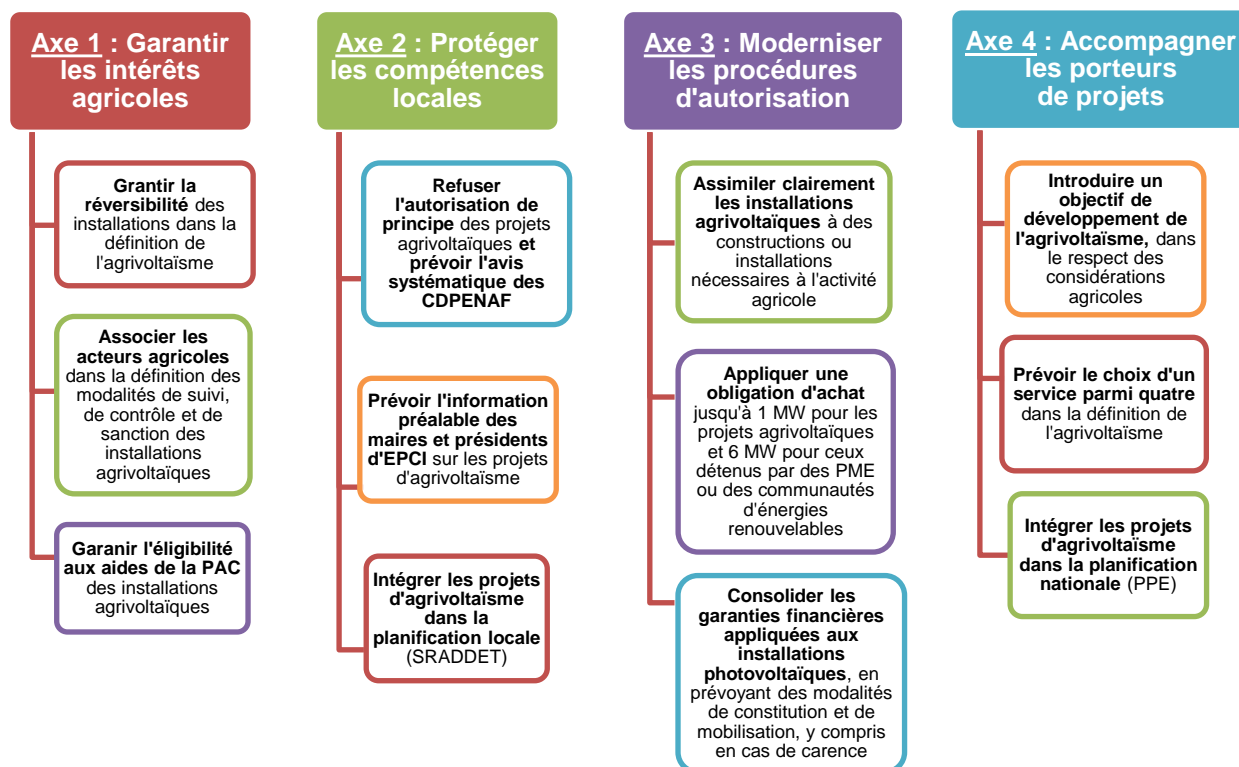 Axe 1 : Garantir
les intérêts
agricoles
Grantir la
réversibilité des
installations dans la
définition de
l'agrivoltaïsme
Associer les
acteurs agricoles
dans la définition des
modalités de suivi,
de contrôle et de
sanction des
installations
agrivoltaïques
Garanir l'éligibilité
aux aides de la PAC
des installations
agrivoltaïques
Axe 2 : Protéger
les compétences
locales
Refuser
l'autorisation de
principe des projets
agrivoltaïques et
prévoir l'avis
systématique des
CDPENAF
Prévoir l'information
préalable des
maires et présidents
d'EPCI sur les projets
d'agrivoltaïsme
Intégrer les projets
d'agrivoltaïsme
dans la
planification locale
(SRADDET)
Axe 3 : Moderniser
les procédures
d'autorisation
Assimiler clairement
les installations
agrivoltaïques à des
constructions ou
installations
nécessaires à l'activité
agricole
Appliquer une
obligation d'achat
jusqu'à 1 MW pour les
projets agrivoltaïques
et 6 MW pour ceux
détenus par des PME
ou des communautés
d'énergies
renouvelables
Consolider les
garanties financières
appliquées aux
installations
photovoltaïques, en
prévoyant des modalités
de constitution et de
mobilisation, y compris
en cas de carence
Axe 4 : Accompagner
les porteurs
de projets
Introduire un
objectif de
développement de
l'agrivoltaïsme, dans
le respect des
considérations
agricoles
Prévoir le choix d'un
service parmi quatre
dans la définition de
l'agrivoltaïsme
Intégrer les projets
d'agrivoltaïsme
dans la planification
nationale (PPE)